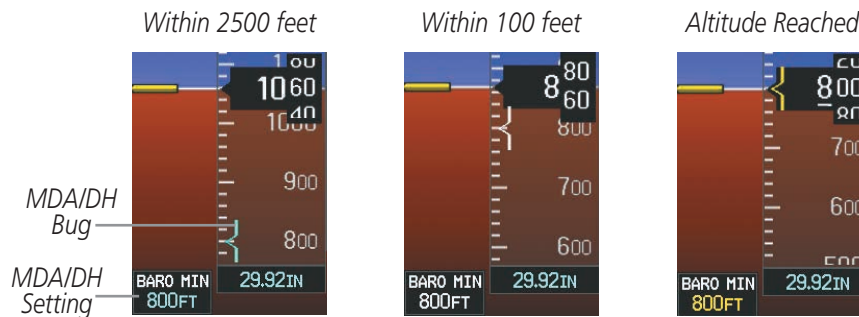 Within 2500 feet
Within 100 feet
Altitude Reached
1060
1000
900
800
MDA/DH
Bug
MDA/DH
Setting
BARO MIN
800FT
29.92IN
8
80
60
800
700
600
BARO MIN
800FT
29.92IN
800
700
600
BARO MIN
800FT
29.92IN